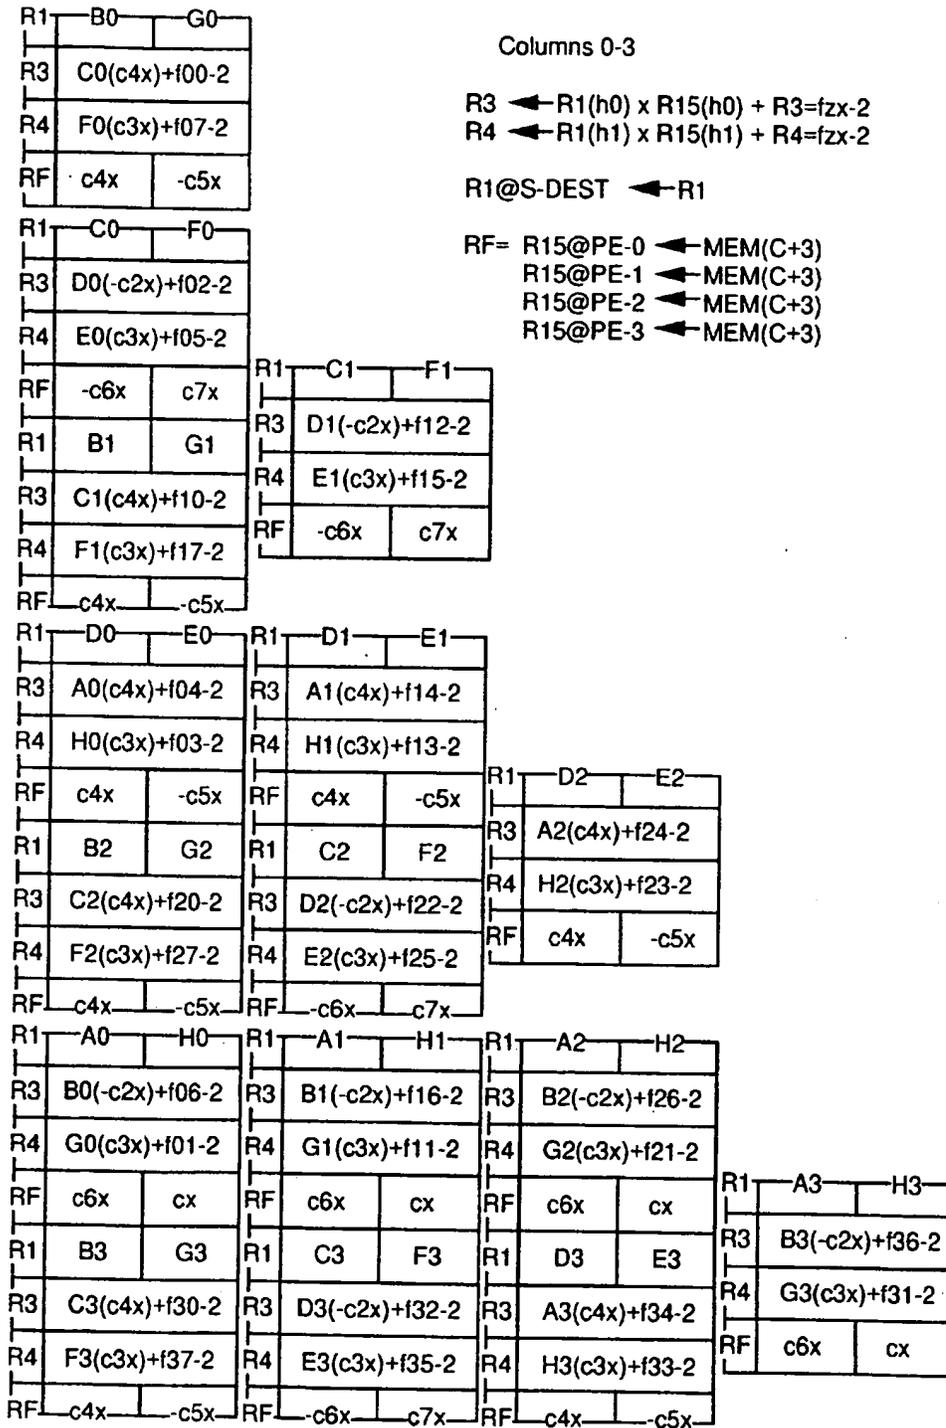 R1 B0 G0
R3 C0(c4x)+f00-2
R4 F0(c3x)+f07-2
RF c4x -c5x
Columns 0-3
R3 ← R1(h0) x R15(h0) + R3=fzx-2
R4 ← R1(h1) x R15(h1) + R4=fzx-2
R1@S-DEST ← R1
RF= R15@PE-0 ← MEM(C+3)
R15@PE-1 ← MEM(C+3)
R15@PE-2 ← MEM(C+3)
R15@PE-3 ← MEM(C+3)
R1 C0 F0
R3 D0(-c2x)+f02-2
R4 E0(c3x)+f05-2
RF -c6x c7x
R1 B1 G1
R3 C1(c4x)+f10-2
R4 F1(c3x)+f17-2
RF c4x -c5x
R1 C1 F1
R3 D1(-c2x)+f12-2
R4 E1(c3x)+f15-2
RF -c6x c7x
R1 D0 E0
R3 A0(c4x)+f04-2
R4 H0(c3x)+f03-2
RF c4x -c5x
R1 B2 G2
R3 C2(c4x)+f20-2
R4 F2(c3x)+f27-2
RF c4x -c5x
R1 D1 E1
R3 A1(c4x)+f14-2
R4 H1(c3x)+f13-2
RF c4x -c5x
R1 C2 F2
R3 D2(-c2x)+f22-2
R4 E2(c3x)+f25-2
RF -c6x c7x
R1 D2 E2
R3 A2(c4x)+f24-2
R4 H2(c3x)+f23-2
RF c4x -c5x
R1 A0 H0
R3 B0(-c2x)+f06-2
R4 G0(c3x)+f01-2
RF c6x cx
R1 B3 G3
R3 C3(c4x)+f30-2
R4 F3(c3x)+f37-2
RF c4x -c5x
R1 A1 H1
R3 B1(-c2x)+f16-2
R4 G1(c3x)+f11-2
RF c6x cx
R1 C3 F3
R3 D3(-c2x)+f32-2
R4 E3(c3x)+f35-2
RF -c6x c7x
R1 A2 H2
R3 B2(-c2x)+f26-2
R4 G2(c3x)+f21-2
RF c6x cx
R1 D3 E3
R3 A3(c4x)+f34-2
R4 H3(c3x)+f33-2
RF c4x -c5x
R1 A3 H3
R3 B3(-c2x)+f36-2
R4 G3(c3x)+f31-2
RF c6x cx